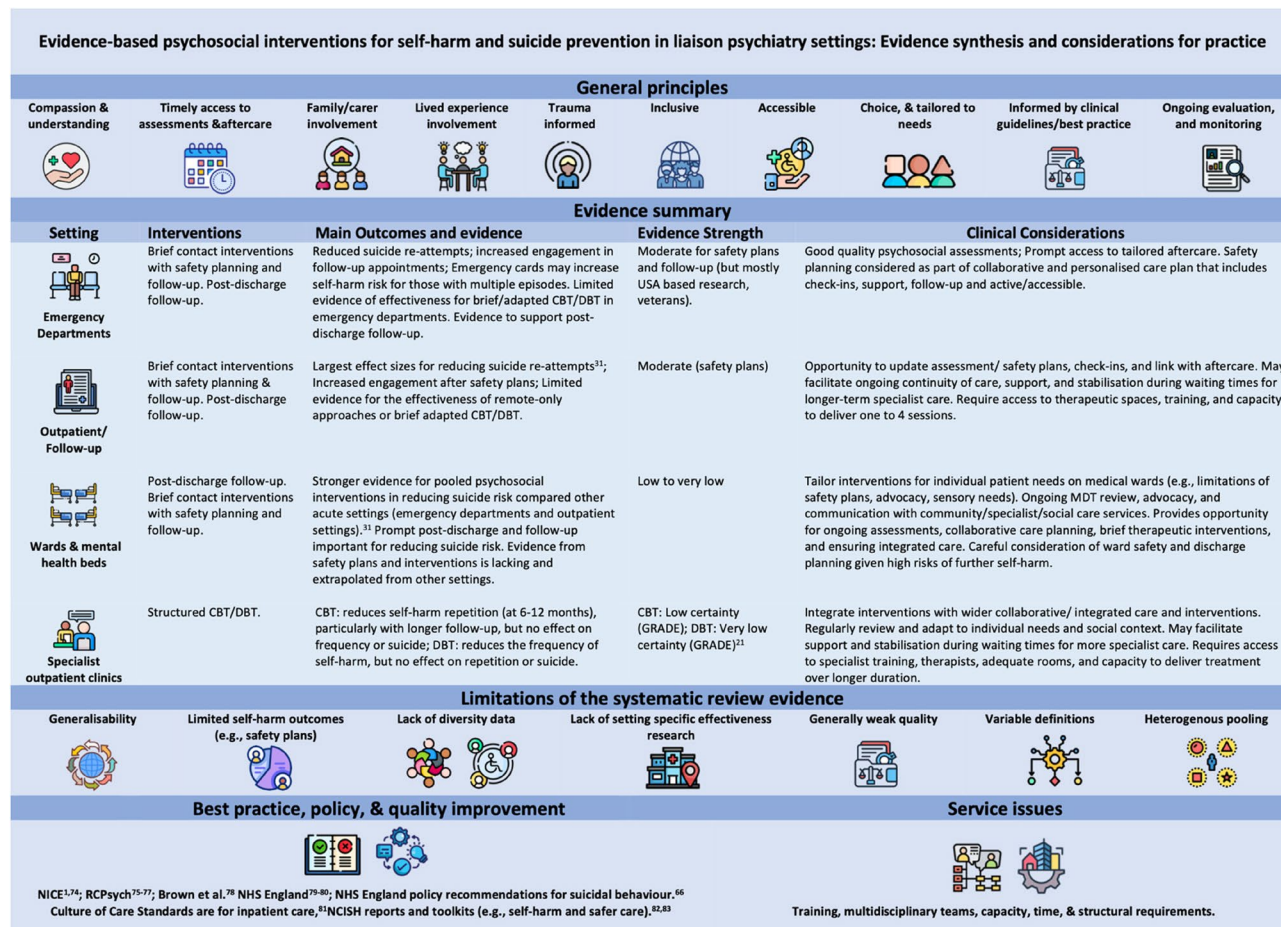 Evidence-based psychosocial interventions for self-harm and suicide prevention in liaison psychiatry settings: Evidence synthesis and considerations for practice
General principles
Compassion &
understanding
Timely access to
assessments &aftercare
Family/carer
involvement
Lived experience
involvement
Trauma
informed
Inclusive
Accessible
Choice, & tailored to
needs
Informed by clinical
guidelines/best practice
Ongoing evaluation,
and monitoring
Evidence summary
Setting
Interventions
Main Outcomes and evidence
Evidence Strength
Clinical Considerations
Emergency
Departments
Brief contact interventions
with safety planning and
follow-up. Post-discharge
follow-up.
Reduced suicide re-attempts; increased engagement in
follow-up appointments; Emergency cards may increase
self-harm risk for those with multiple episodes. Limited
evidence of effectiveness for brief/adapted CBT/DBT in
emergency departments. Evidence to support post-
discharge follow-up.
Moderate for safety plans
and follow-up (but mostly
USA based research,
veterans).
Good quality psychosocial assessments; Prompt access to tailored aftercare. Safety
planning considered as part of collaborative and personalised care plan that includes
check-ins, support, follow-up and active/accessible.
Outpatient/
Follow-up
Brief contact interventions
with safety planning &
follow-up. Post-discharge
follow-up.
Largest effect sizes for reducing suicide re-attempts31;
Increased engagement after safety plans; Limited
evidence for the effectiveness of remote-only
approaches or brief adapted CBT/DBT.
Moderate (safety plans)
Opportunity to update assessment/ safety plans, check-ins, and link with aftercare. May
facilitate ongoing continuity of care, support, and stabilisation during waiting times for
longer-term specialist care. Require access to therapeutic spaces, training, and capacity
to deliver one to 4 sessions.
Wards & mental
health beds
Post-discharge follow-up.
Brief contact interventions
with safety planning and
follow-up.
Stronger evidence for pooled psychosocial
interventions in reducing suicide risk compared other
acute settings (emergency departments and outpatient
settings).31 Prompt post-discharge and follow-up
important for reducing suicide risk. Evidence from
safety plans and interventions is lacking and
extrapolated from other settings.
Low to very low
Tailor interventions for individual patient needs on medical wards (e.g., limitations of
safety plans, advocacy, sensory needs). Ongoing MDT review, advocacy, and
communication with community/specialist/social care services. Provides opportunity
for ongoing assessments, collaborative care planning, brief therapeutic interventions,
and ensuring integrated care. Careful consideration of ward safety and discharge
planning given high risks of further self-harm.
Specialist
outpatient clinics
Structured CBT/DBT.
CBT: reduces self-harm repetition (at 6-12 months),
particularly with longer follow-up, but no effect on
frequency or suicide; DBT: reduces the frequency of
self-harm, but no effect on repetition or suicide.
CBT: Low certainty
(GRADE); DBT: Very low
certainty (GRADE)21
Integrate interventions with wider collaborative/ integrated care and interventions.
Regularly review and adapt to individual needs and social context. May facilitate
support and stabilisation during waiting times for more specialist care. Requires access
to specialist training, therapists, adequate rooms, and capacity to deliver treatment
over longer duration.
Limitations of the systematic review evidence
Generalisability
Limited self-harm outcomes
(e.g., safety plans)
Lack of diversity data
Lack of setting specific effectiveness
research
Generally weak quality
Variable definitions
Heterogenous pooling
Best practice, policy, & quality improvement
NICE1,74; RCPsych75-77; Brown et al.78 NHS England79-80; NHS England policy recommendations for suicidal behaviour.66
Culture of Care Standards are for inpatient care,81NCISH reports and toolkits (e.g., self-harm and safer care).82,83
Service issues
Training, multidisciplinary teams, capacity, time, & structural requirements.